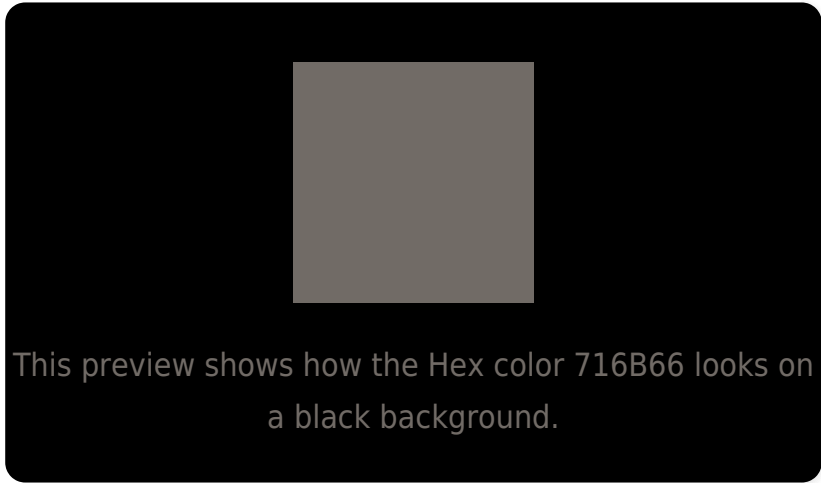 This preview shows how the Hex color 716B66 looks on
a black background.